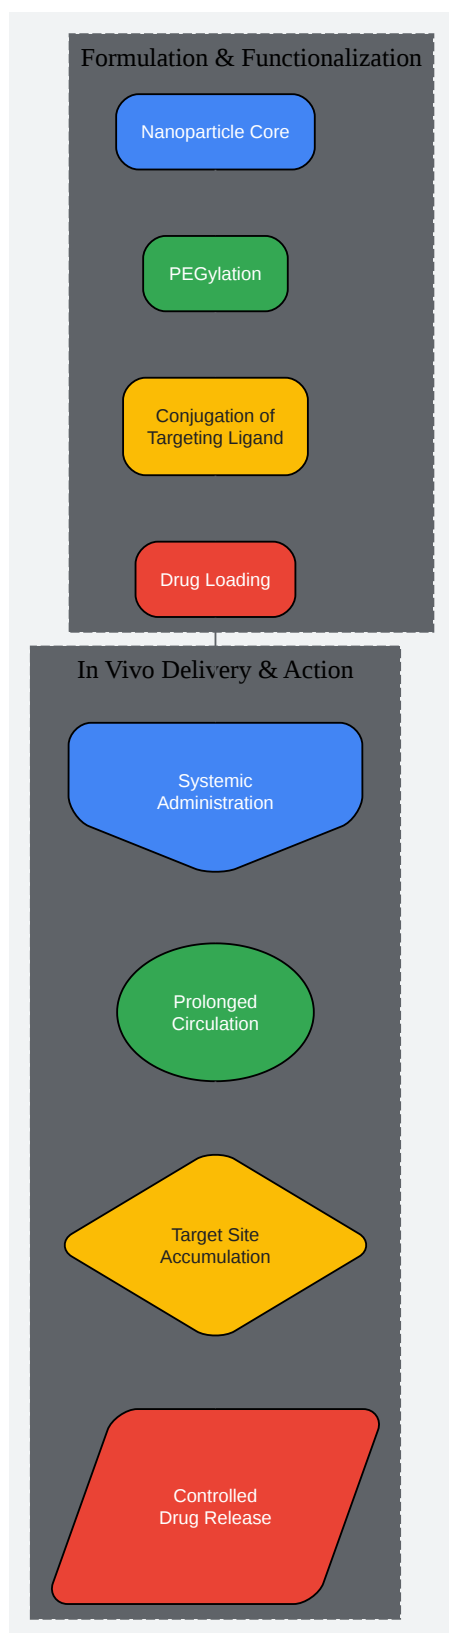 Formulation & Functionalization
Nanoparticle Core
PEGylation
Conjugation of
Targeting Ligand
Drug Loading
In Vivo Delivery & Action
Systemic
Administration
Prolonged
Circulation
Target Site
Accumulation
Controlled
Drug Release